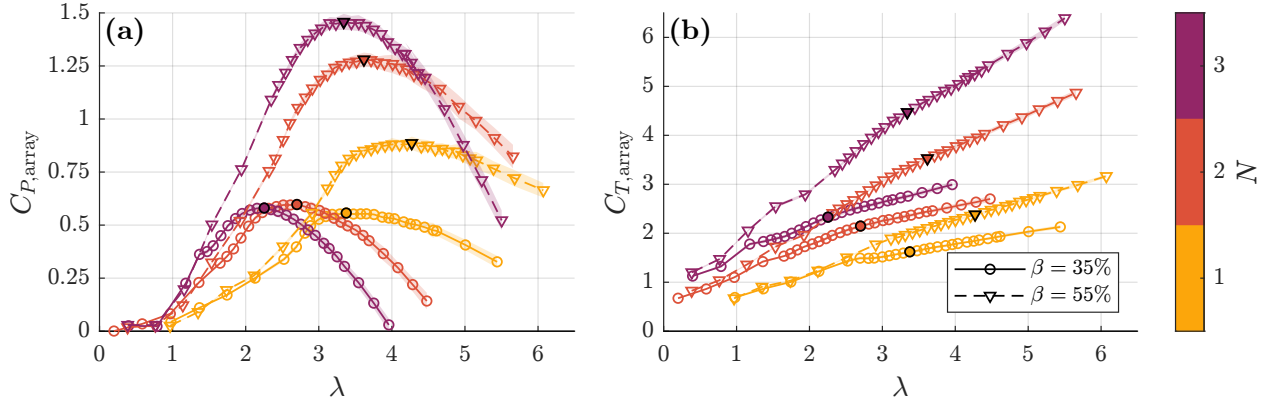 (a)
C_{P,array}
1.5
1.25
1
0.75
0.5
0.25
0
0 1 2 3 4 5 6
λ
(b)
C_{T,array}
6
5
4
3
2
1
0
0 1 2 3 4 5 6
λ
β = 35%
β = 55%
3
2
1
N